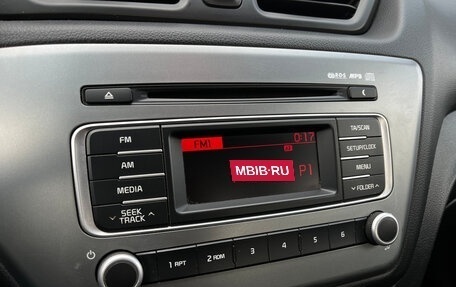 RDS MP3
FM
FM1
0:17
TA/SCAN
AM
MBIB.RU
P1
SETUP/CLOCK
MEDIA
MENU
SEEK
TRACK
FOLDER
1 RPT
2 RDM
3
4
5
6